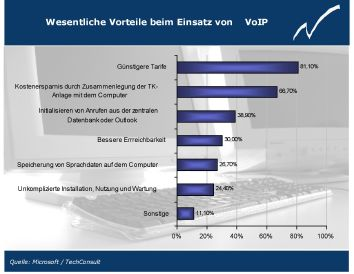 Wesentliche Vorteile beim Einsatz von VoIP
Günstigere Tarife
81,10%
Kostenersparnis durch Zusammenlegung der TK-
Anlage mit dem Computer
66,70%
Initialisieren von Anrufen aus der zentralen
Datenbank oder Outlook
38,90%
Bessere Erreichbarkeit
30,00%
Speicherung von Sprachdaten auf dem Computer
26,70%
Unkomplizierte Installation, Nutzung und Wartung
24,40%
Sonstige
11,10%
0% 20% 40% 60% 80% 100%
Quelle: Microsoft / TechConsult